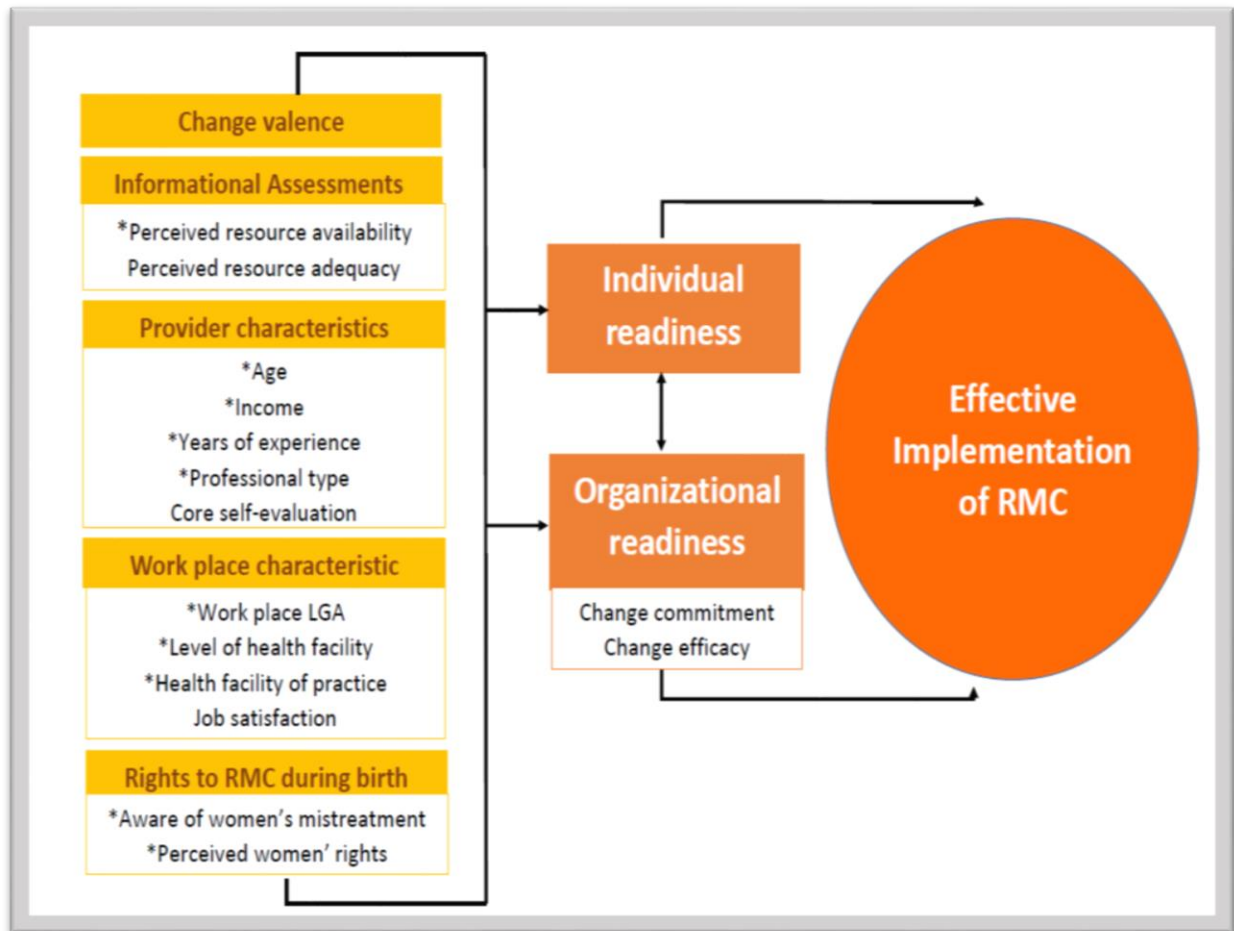 Change valence
Informational Assessments
*Perceived resource availability
Perceived resource adequacy
Provider characteristics
*Age
*Income
*Years of experience
*Professional type
Core self-evaluation
Work place characteristic
*Work place LGA
*Level of health facility
*Health facility of practice
Job satisfaction
Rights to RMC during birth
*Aware of women's mistreatment
*Perceived women' rights
Individual
readiness
Organizational
readiness
Change commitment
Change efficacy
Effective
Implementation
of RMC